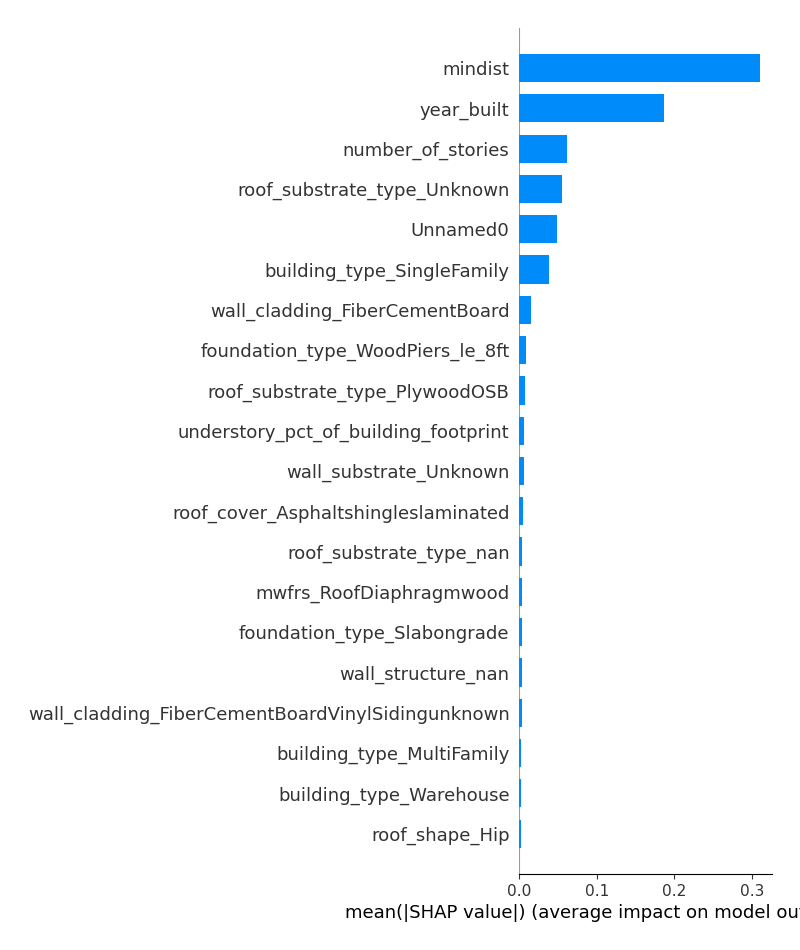 mindist
year_built
number_of_stories
roof_substrate_type_Unknown
Unnamed0
building_type_SingleFamily
wall_cladding_FiberCementBoard
foundation_type_WoodPiers_le_8ft
roof_substrate_type_PlywoodOSB
understory_pct_of_building_footprint
wall_substrate_Unknown
roof_cover_Asphaltshingleslaminated
roof_substrate_type_nan
mwfrs_RoofDiaphragmwood
foundation_type_Slabongrade
wall_structure_nan
wall_cladding_FiberCementBoardVinylSidingunknown
building_type_MultiFamily
building_type_Warehouse
roof_shape_Hip
0.0 0.1 0.2 0.3
mean(|SHAP value|) (average impact on model ou